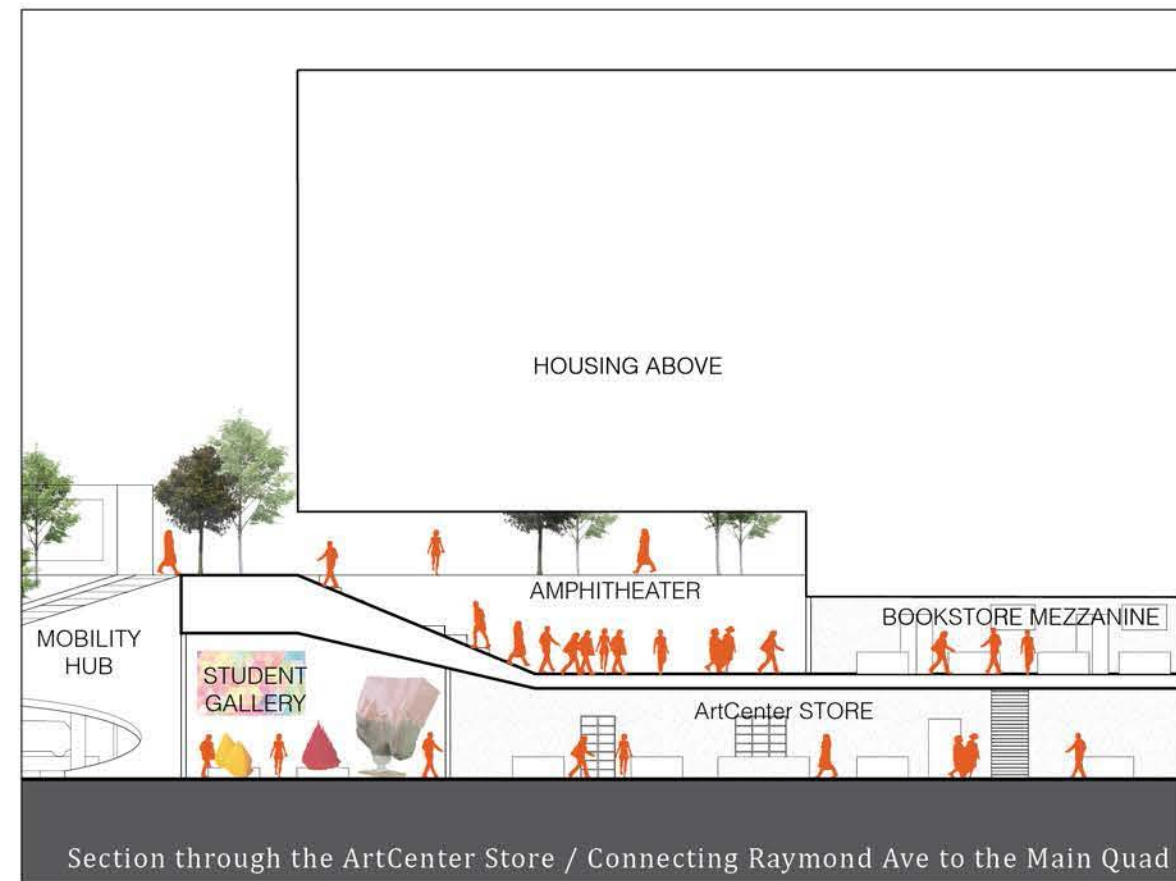 HOUSING ABOVE
AMPHITHEATER
BOOKSTORE MEZZANINE
MOBILITY
HUB
STUDENT
GALLERY
ArtCenter STORE
Section through the ArtCenter Store / Connecting Raymond Ave to the Main Quad